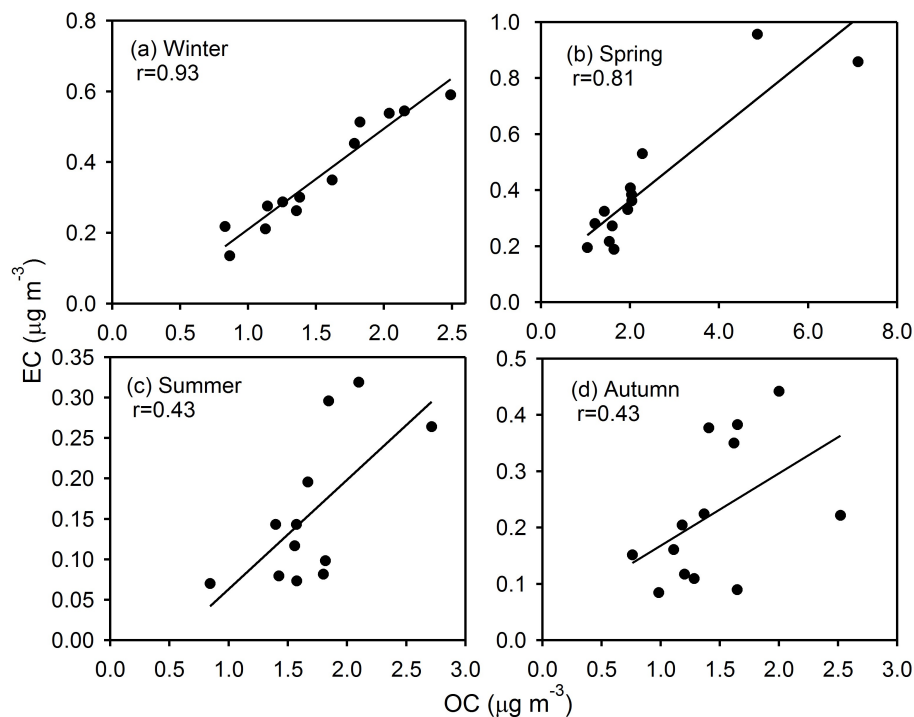 (a) Winter
r=0.93
0.8
0.6
0.4
0.2
0.0
0.0 0.5 1.0 1.5 2.0 2.5
(b) Spring
r=0.81
1.0
0.8
0.6
0.4
0.2
0.0
0.0 2.0 4.0 6.0 8.0
EC (μg m⁻³)
(c) Summer
r=0.43
0.35
0.30
0.25
0.20
0.15
0.10
0.05
0.00
0.0 0.5 1.0 1.5 2.0 2.5 3.0
(d) Autumn
r=0.43
0.5
0.4
0.3
0.2
0.1
0.0
0.0 0.5 1.0 1.5 2.0 2.5 3.0
OC (μg m⁻³)